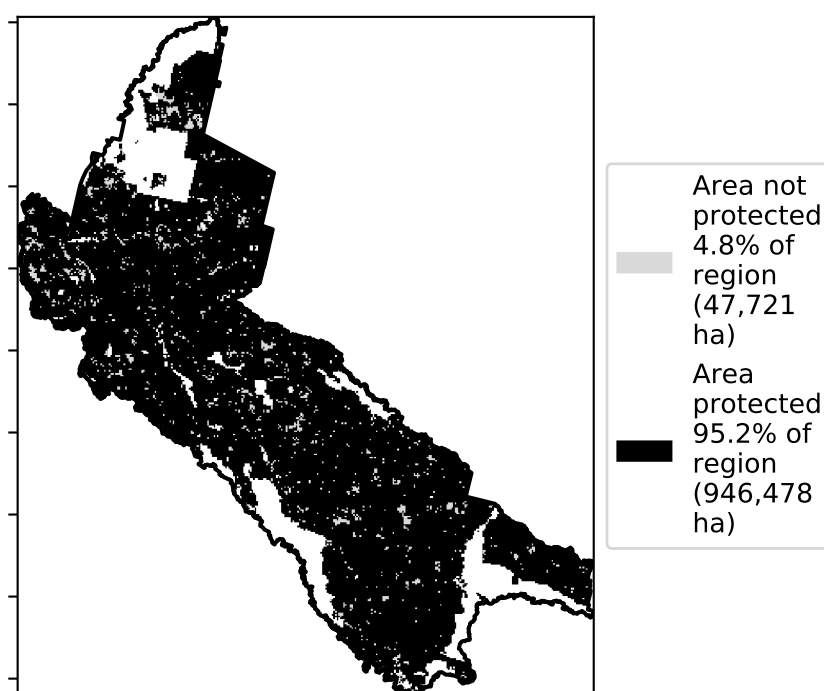 Area not
protected
4.8% of
region
(47,721
ha)
Area
protected
95.2% of
region
(946,478
ha)